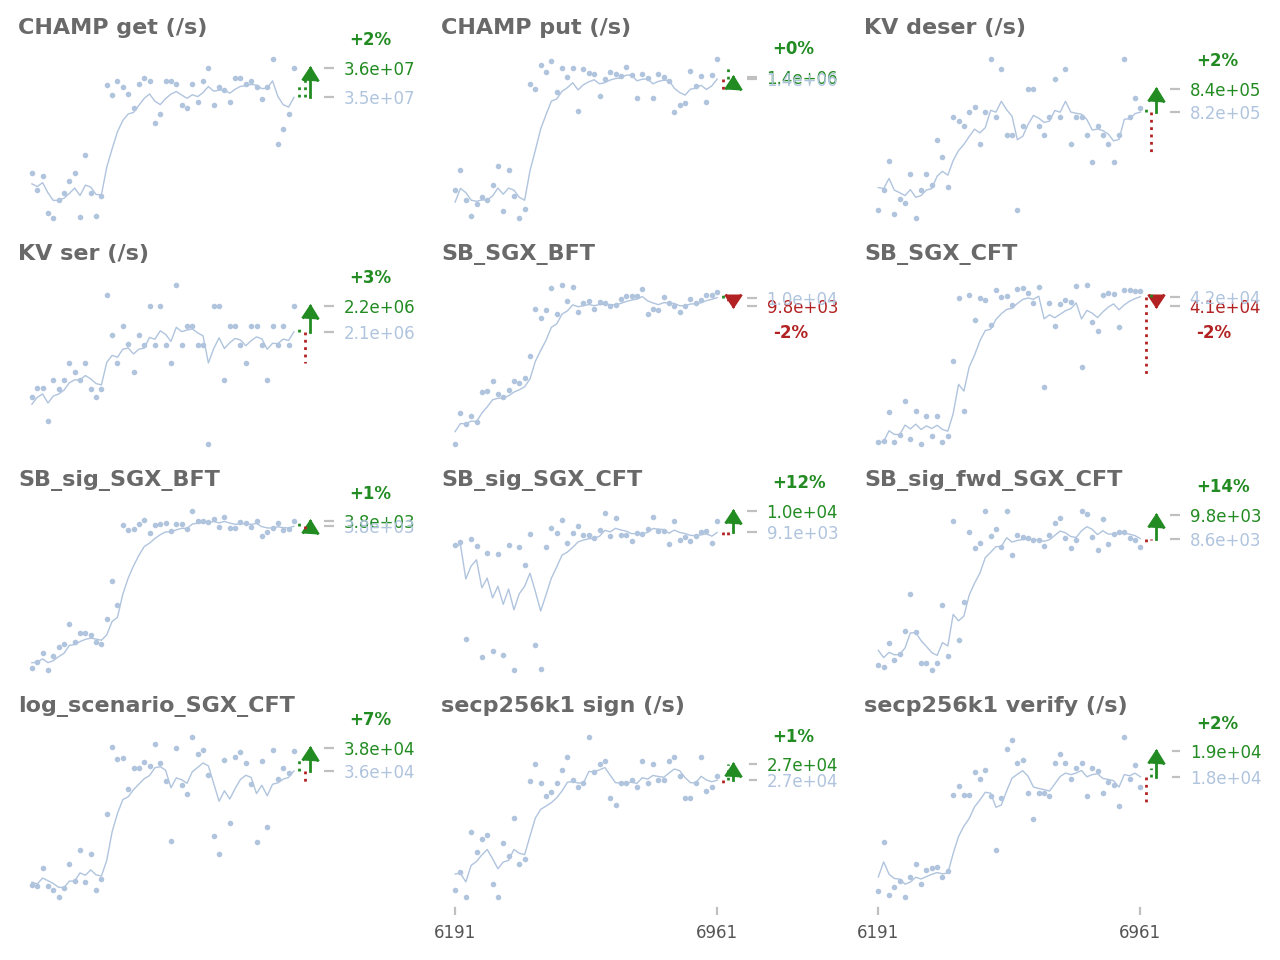 CHAMP get (/s)
+2%
3.6e+07
3.5e+07
CHAMP put (/s)
+0%
1.4e+06
KV deser (/s)
+2%
8.4e+05
8.2e+05
KV ser (/s)
+3%
2.2e+06
2.1e+06
SB_SGX_BFT
1.0e+04
9.8e+03
-2%
SB_SGX_CFT
4.2e+04
4.1e+04
-2%
SB_sig_SGX_BFT
+1%
3.8e+03
3.8e+03
SB_sig_SGX_CFT
+12%
1.0e+04
9.1e+03
SB_sig_fwd_SGX_CFT
+14%
9.8e+03
8.6e+03
log_scenario_SGX_CFT
+7%
3.8e+04
3.6e+04
secp256k1 sign (/s)
+1%
2.7e+04
2.7e+04
6191
6961
secp256k1 verify (/s)
+2%
1.9e+04
1.8e+04
6191
6961